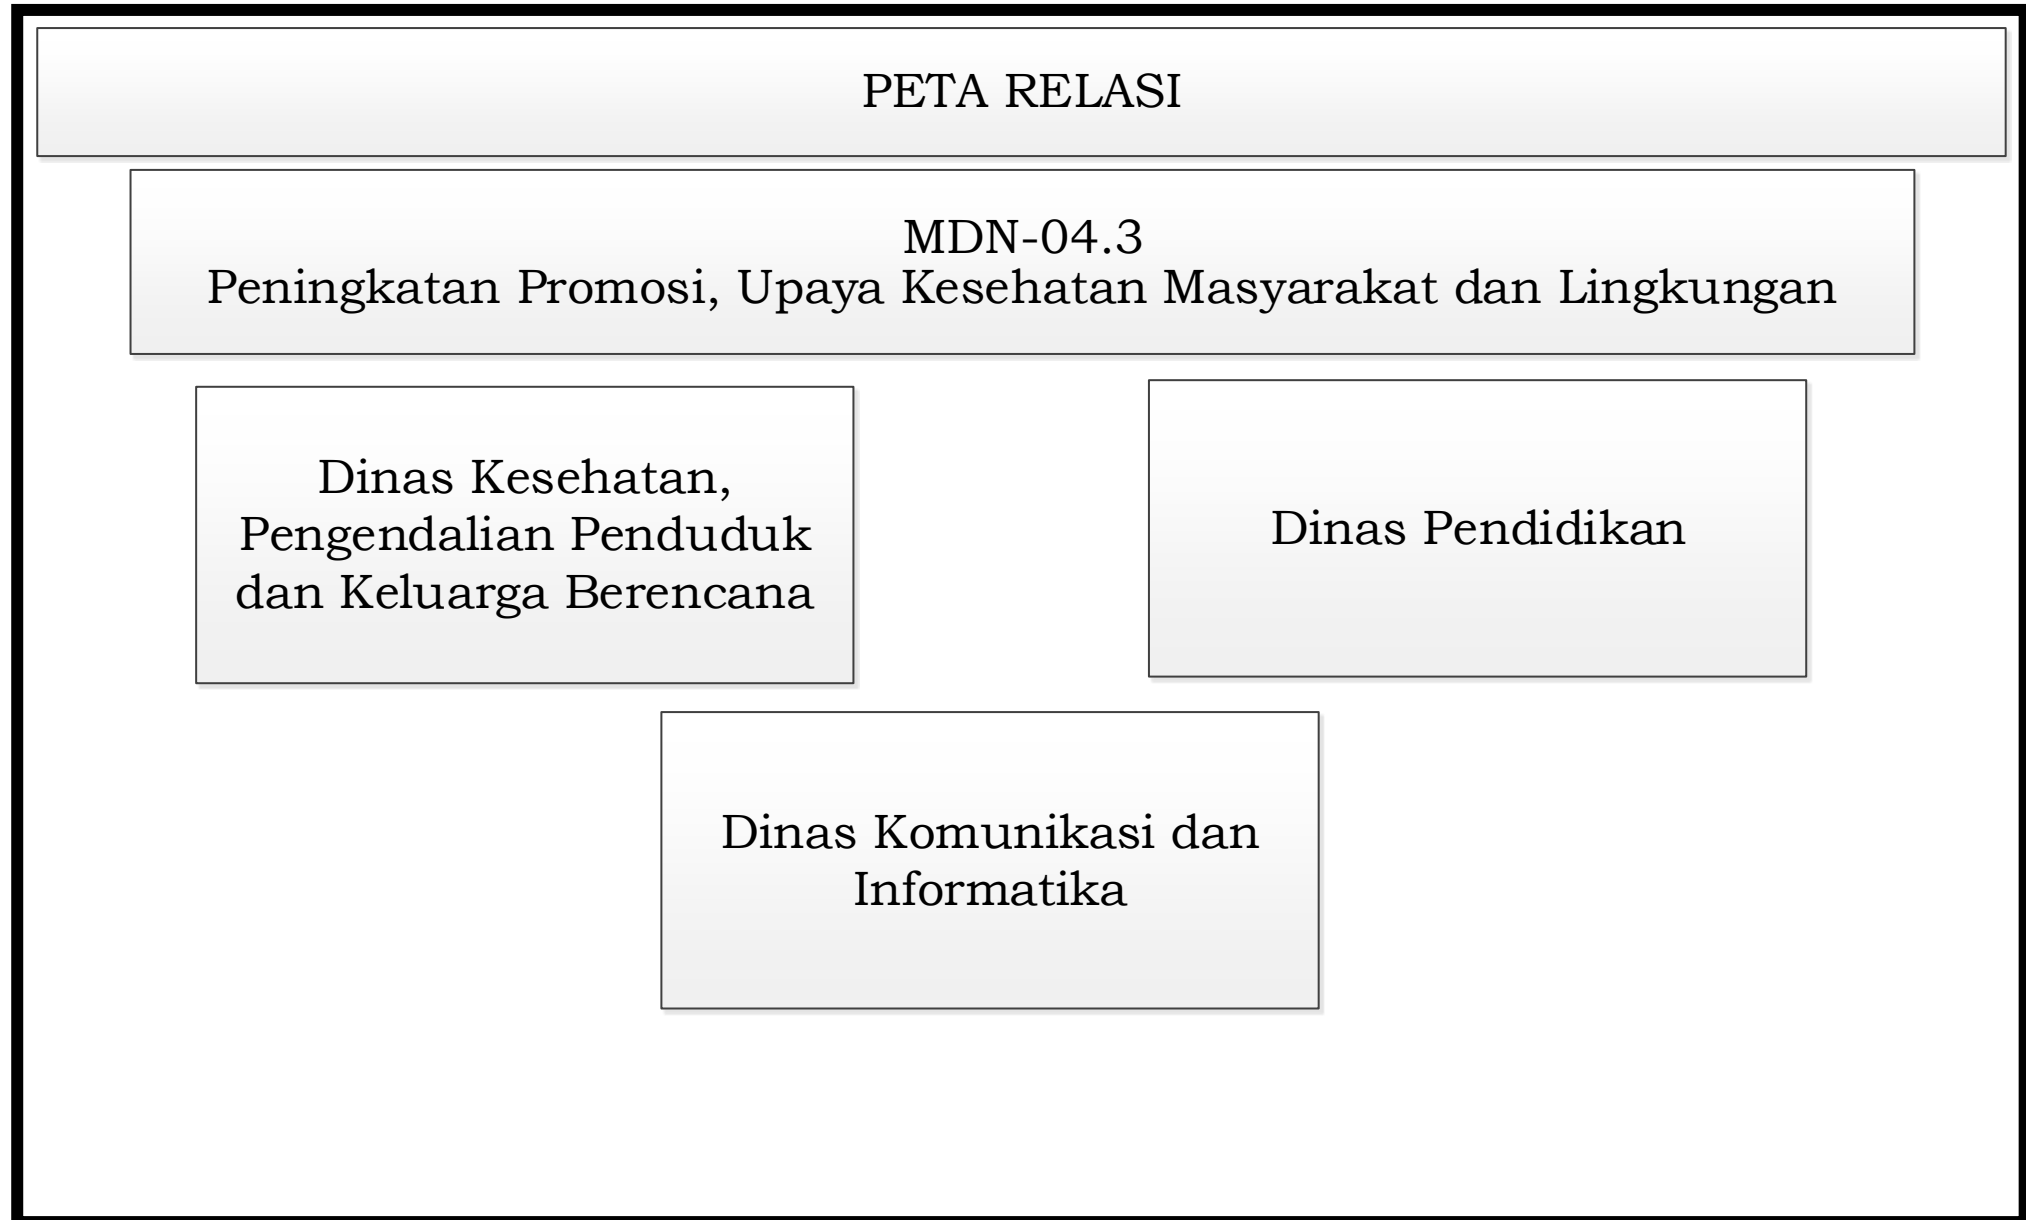 PETA RELASI
MDN-04.3
Peningkatan Promosi, Upaya Kesehatan Masyarakat dan Lingkungan
Dinas Kesehatan,
Pengendalian Penduduk
dan Keluarga Berencana
Dinas Pendidikan
Dinas Komunikasi dan
Informatika